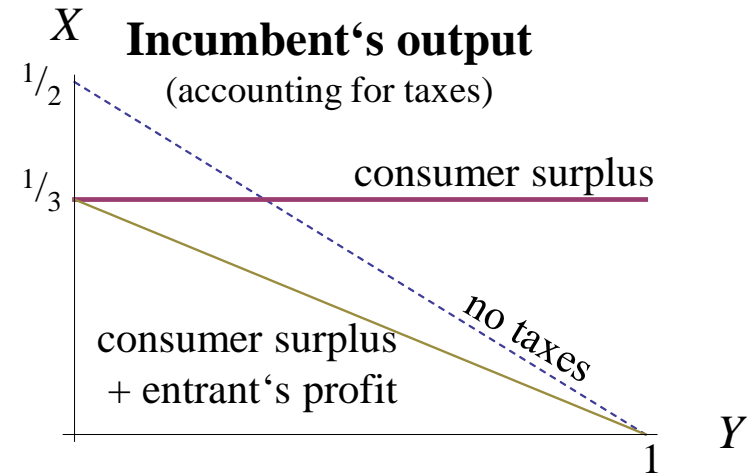 X
Incumbent‘s output
(accounting for taxes)
1/2
1/3
consumer surplus
no taxes
consumer surplus
+ entrant‘s profit
1
Y